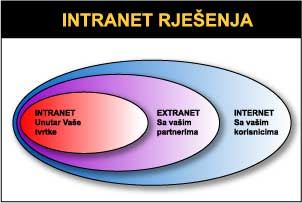 INTRANET RJEŠENJA
INTRANET
Unutar Vaše
tvrtke
EXTRANET
Sa vašim
partnerima
INTERNET
Sa vašim
korisnicima